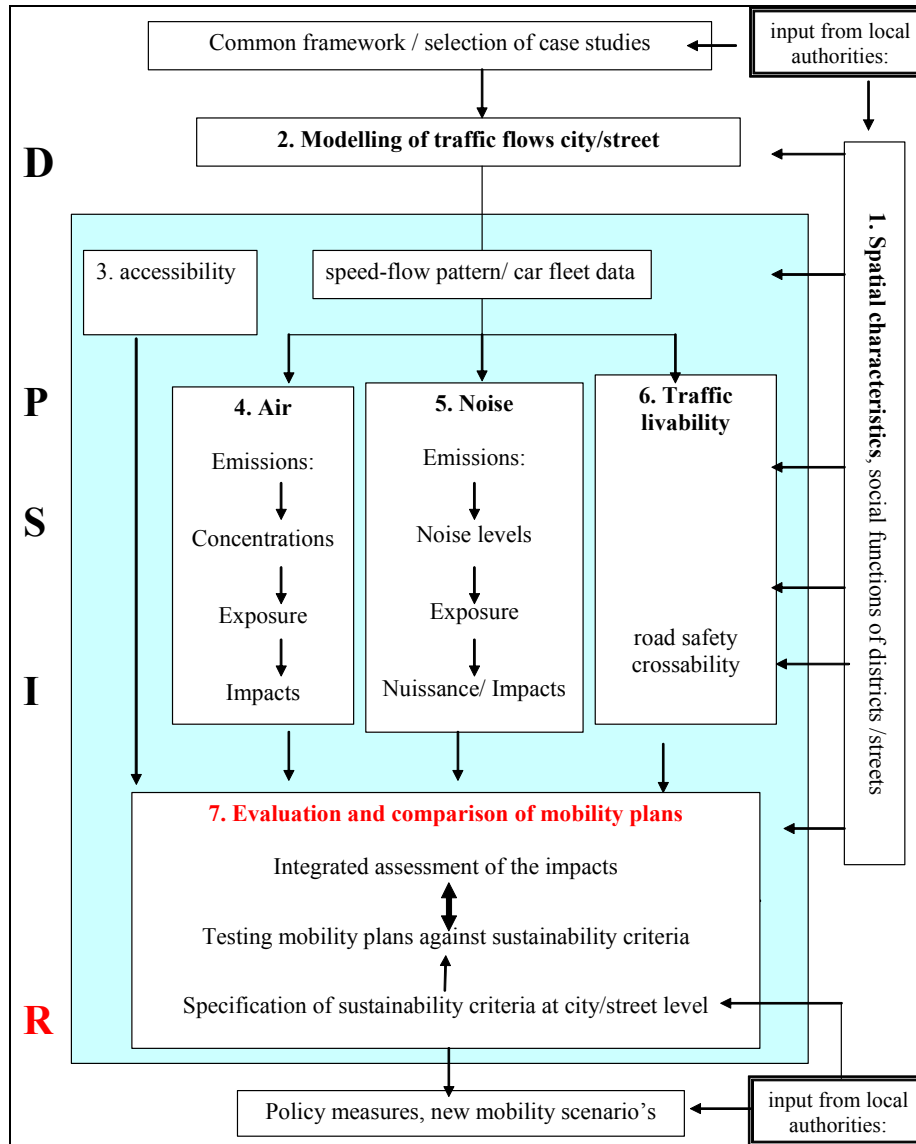 Common framework / selection of case studies
input from local
authorities:
2. Modelling of traffic flows city/street
D
1. Spatial characteristics, social functions of districts /streets
3. accessibility
speed-flow pattern/ car fleet data
P
4. Air
Emissions:
Concentrations
Exposure
Impacts
5. Noise
Emissions:
Noise levels
Exposure
Nuissance/ Impacts
6. Traffic
livability
road safety
crossability
S
I
7. Evaluation and comparison of mobility plans
Integrated assessment of the impacts
Testing mobility plans against sustainability criteria
Specification of sustainability criteria at city/street level
R
Policy measures, new mobility scenario's
input from local
authorities: